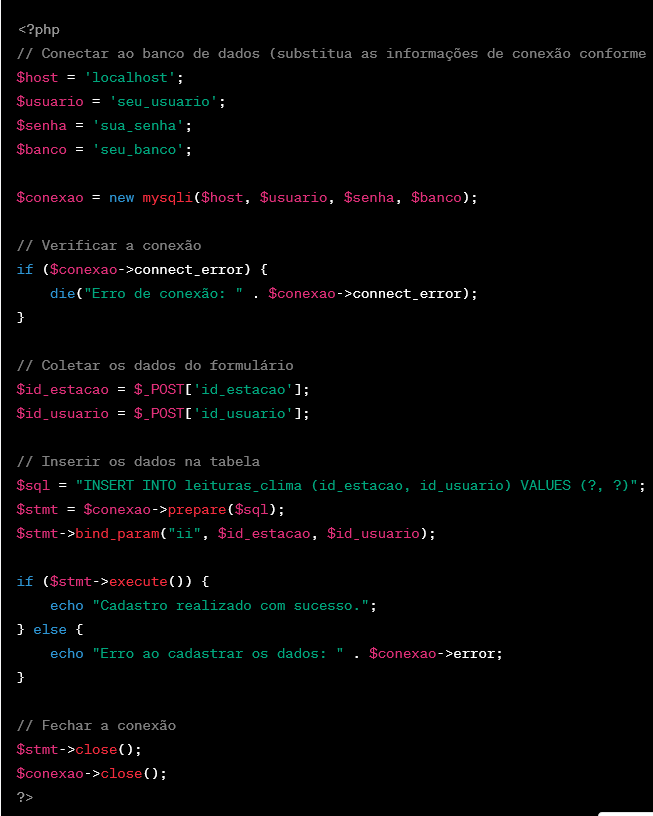 <?php
// Conectar ao banco de dados (substitua as informações de conexão conforme
$host = 'localhost';
$usuario = 'seu_usuario';
$senha = 'sua_senha';
$banco = 'seu_banco';
$conexao = new mysqli($host, $usuario, $senha, $banco);
// Verificar a conexão
if ($conexao->connect_error) {
    die("Erro de conexão: " . $conexao->connect_error);
}
// Coletar os dados do formulário
$id_estacao = $_POST['id_estacao'];
$id_usuario = $_POST['id_usuario'];
// Inserir os dados na tabela
$sql = "INSERT INTO leituras_clima (id_estacao, id_usuario) VALUES (?, ?)";
$stmt = $conexao->prepare($sql);
$stmt->bind_param("ii", $id_estacao, $id_usuario);
if ($stmt->execute()) {
    echo "Cadastro realizado com sucesso.";
} else {
    echo "Erro ao cadastrar os dados: " . $conexao->error;
}
// Fechar a conexão
$stmt->close();
$conexao->close();
?>